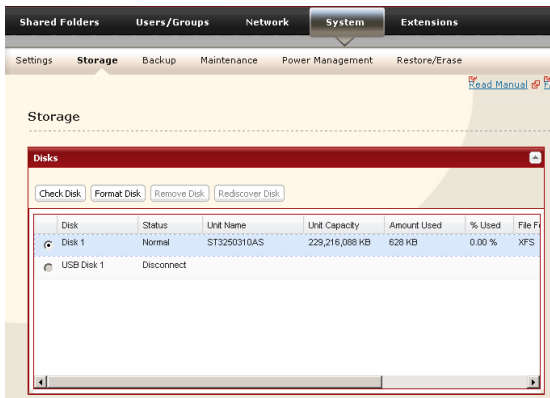 Shared Folders Users/Groups Network System Extensions
Settings Storage Backup Maintenance Power Management Restore/Erase
Read Manual
Storage
Disks
Check Disk Format Disk Remove Disk Rediscover Disk
Disk Status Unit Name Unit Capacity Amount Used % Used File F
Disk 1 Normal ST3250310AS 229,216,088 KB 628 KB 0.00 % XFS
USB Disk 1 Disconnect